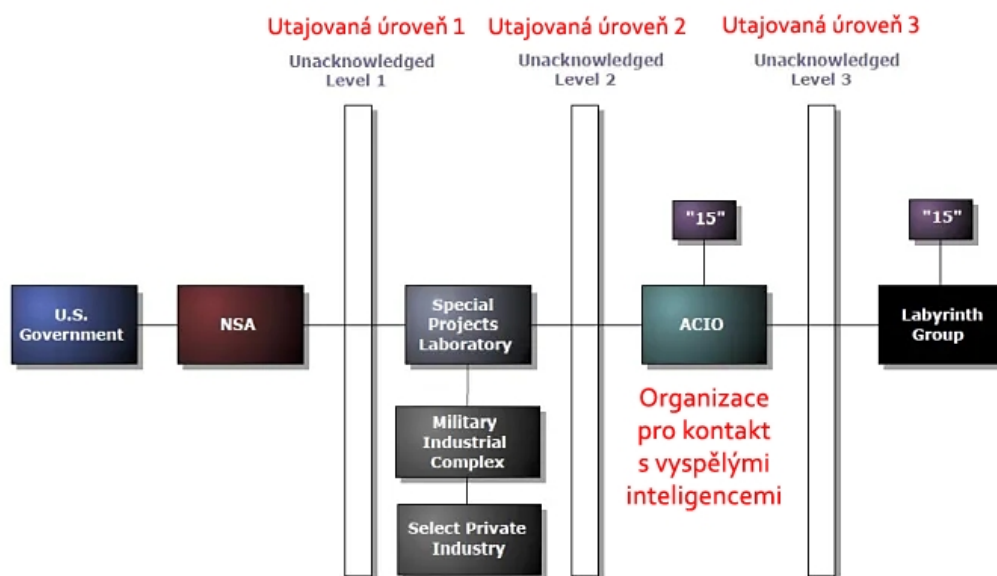 Utajovaná úroveň 1
Utajovaná úroveň 2
Utajovaná úroveň 3
Unacknowledged
Level 1
Unacknowledged
Level 2
Unacknowledged
Level 3
"15"
"15"
U.S.
Government
NSA
Special
Projects
Laboratory
ACIO
Labyrinth
Group
Military
Industrial
Complex
Select Private
Industry
Organizace
pro kontakt
s vyspělými
inteligencemi